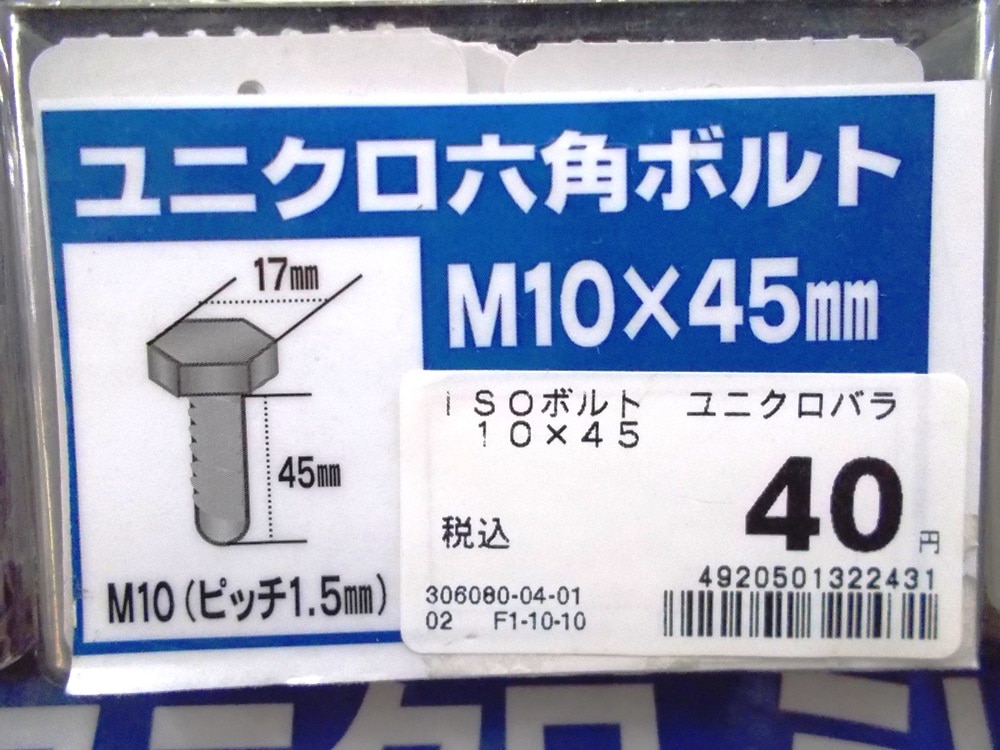 ユニクロ六角ボルト
M10×45㎜
17㎜
45㎜
M10(ピッチ1.5㎜)
ISOボルト ユニクロバラ
10×45
税込
40円
4920501322431
306080-04-01
02 F1-10-10